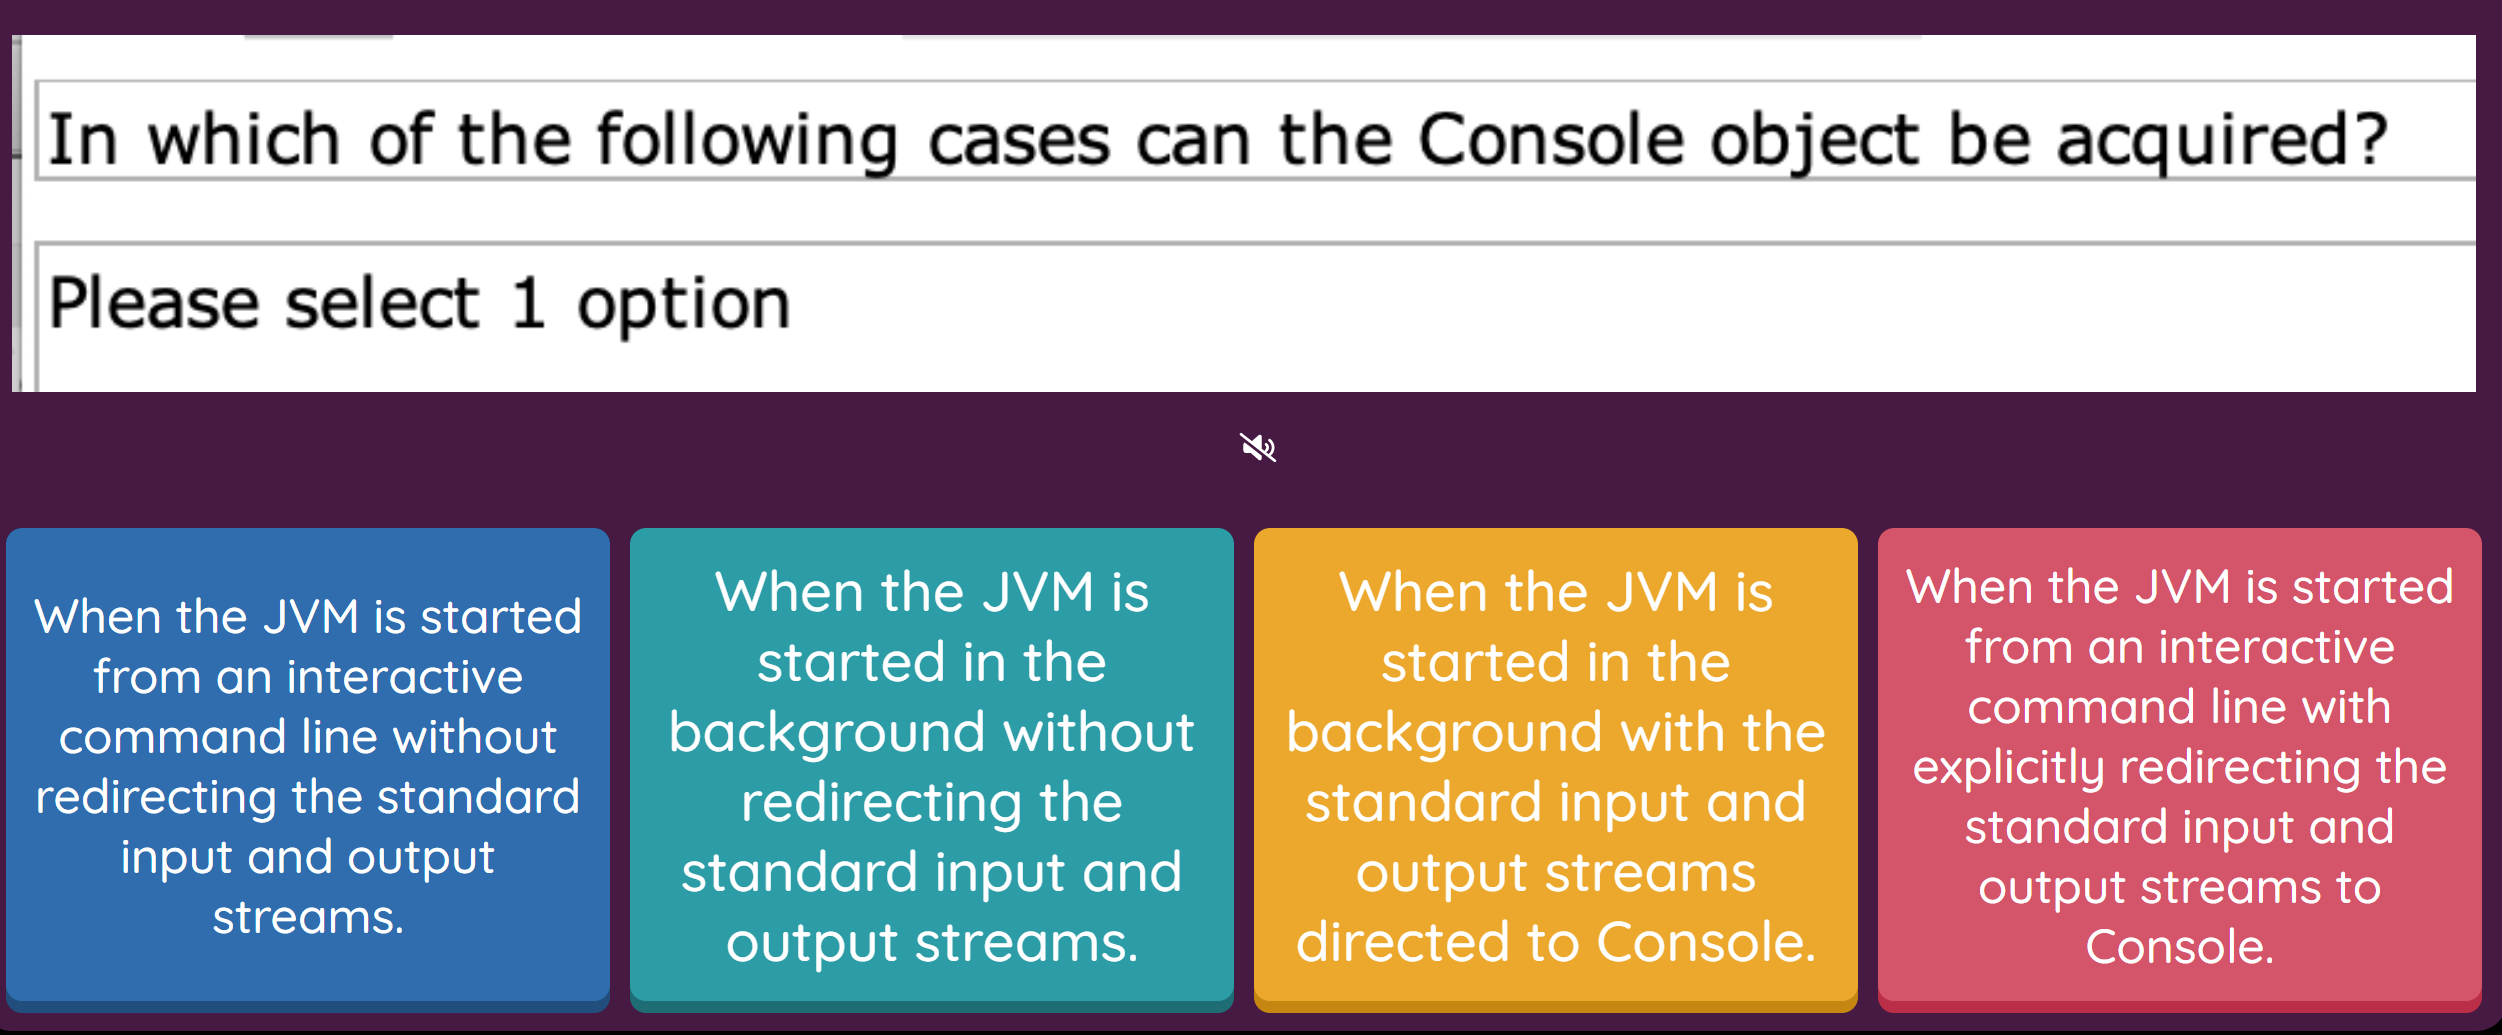 In which of the following cases can the Console object be acquired?
Please select 1 option
When the JVM is started
from an interactive
command line without
redirecting the standard
input and output
streams.
When the JVM is
started in the
background without
redirecting the
standard input and
output streams.
When the JVM is
started in the
background with the
standard input and
output streams
directed to Console.
When the JVM is started
from an interactive
command line with
explicitly redirecting the
standard input and
output streams to
Console.